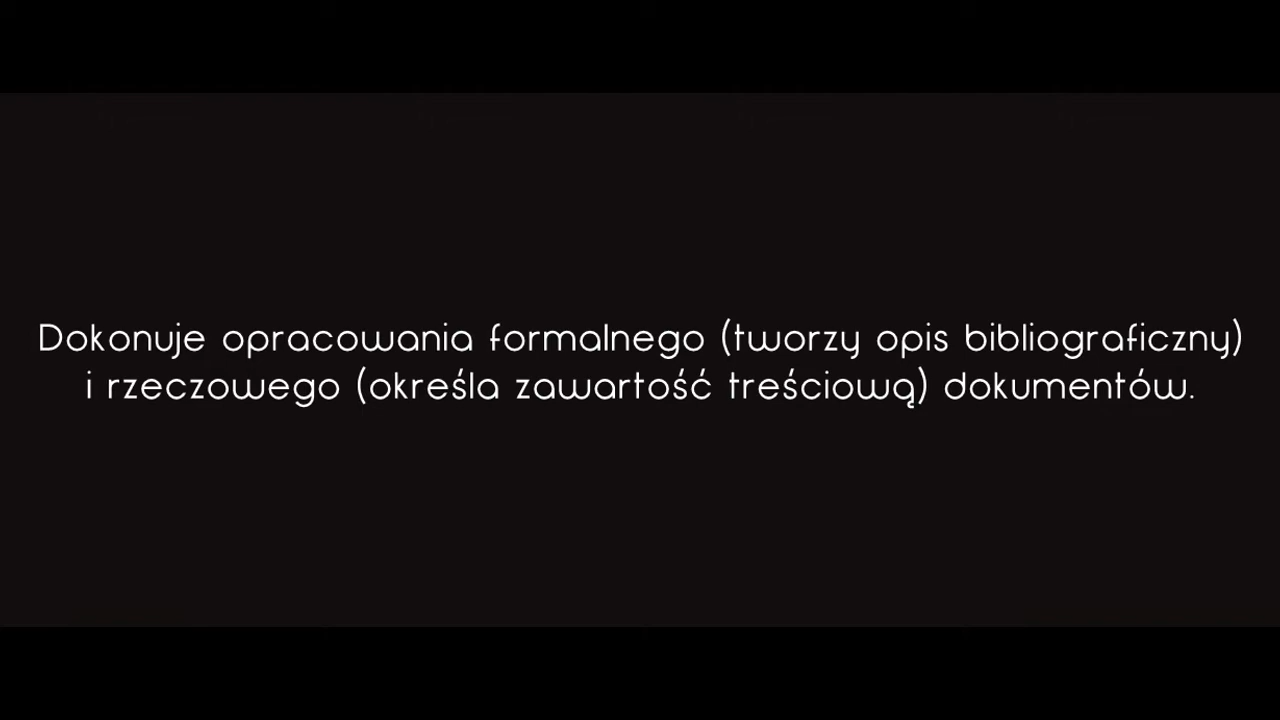 Dokonuje opracowania formalnego (tworzy opis bibliograficzny)
i rzeczowego (określa zawartość treściową) dokumentów.